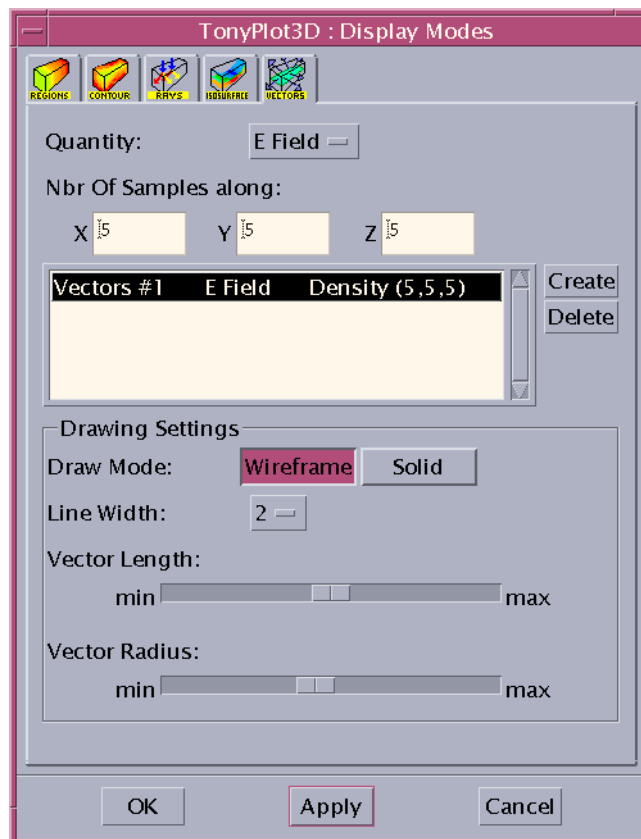 TonyPlot3D : Display Modes
REGIONS CONTOUR RAYS ISOSURFACE VECTORS
Quantity: E Field
Nbr Of Samples along:
X 5 Y 5 Z 5
Vectors #1 E Field Density (5,5,5)
Create
Delete
Drawing Settings
Draw Mode: Wireframe Solid
Line Width: 2
Vector Length:
min max
Vector Radius:
min max
OK Apply Cancel